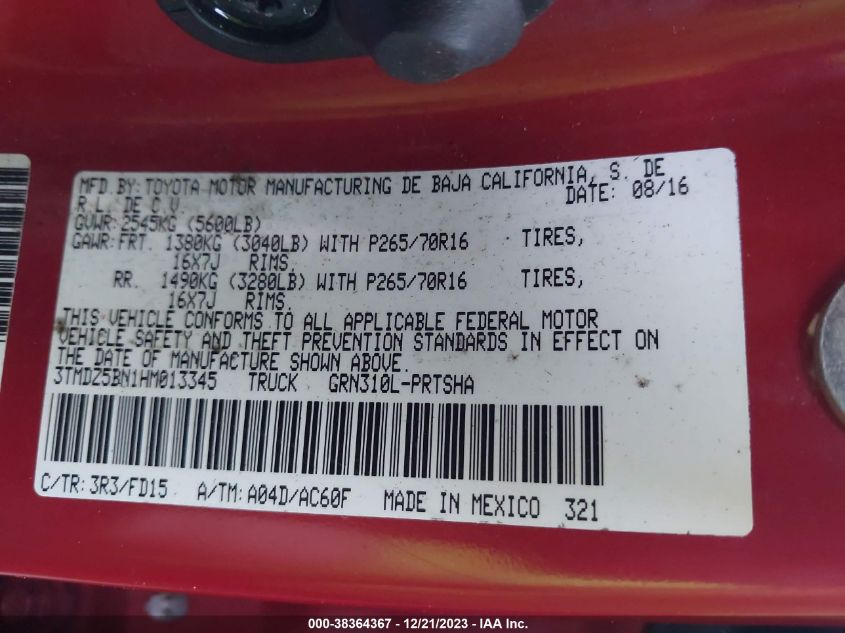 MFD. BY: TOYOTA MOTOR MANUFACTURING DE BAJA CALIFORNIA, S. DE
R.L. DE C.V. DATE: 08/16
GVWR: 2545KG (5600LB)
GAWR: FRT. 1380KG (3040LB) WITH P265/70R16 TIRES,
16X7J RIMS.
RR. 1490KG (3280LB) WITH P265/70R16 TIRES,
16X7J RIMS.
THIS VEHICLE CONFORMS TO ALL APPLICABLE FEDERAL MOTOR
VEHICLE SAFETY AND THEFT PREVENTION STANDARDS IN EFFECT ON
THE DATE OF MANUFACTURE SHOWN ABOVE.
3TMDZ5BN1HM013345 TRUCK GRN310L-PRTSHA
C/TR: 3R3/FD15 A/TM: A04D/AC60F MADE IN MEXICO 321
000-38364367 - 12/21/2023 - IAA Inc.